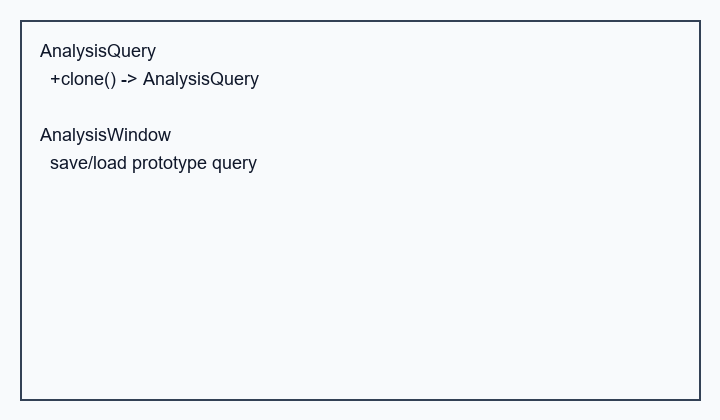 AnalysisQuery
+clone() -> AnalysisQuery
AnalysisWindow
save/load prototype query